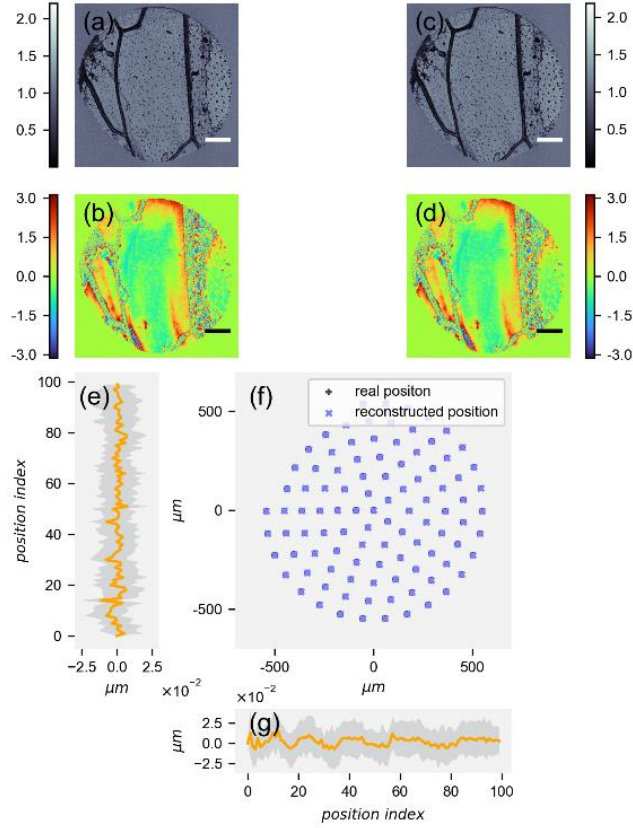 (a)
2.0
1.5
1.0
0.5
(c)
2.0
1.5
1.0
0.5
(b)
3.0
1.5
0.0
-1.5
-3.0
(d)
3.0
1.5
0.0
-1.5
-3.0
(e)
100
80
60
40
20
0
position index
−2.5 0.0 2.5
μm ×10⁻²
(f)
real positon
reconstructed position
500
0
-500
μm
-500 0 500
μm
×10⁻²
(g)
2.5
0.0
−2.5
μm
0 20 40 60 80 100
position index